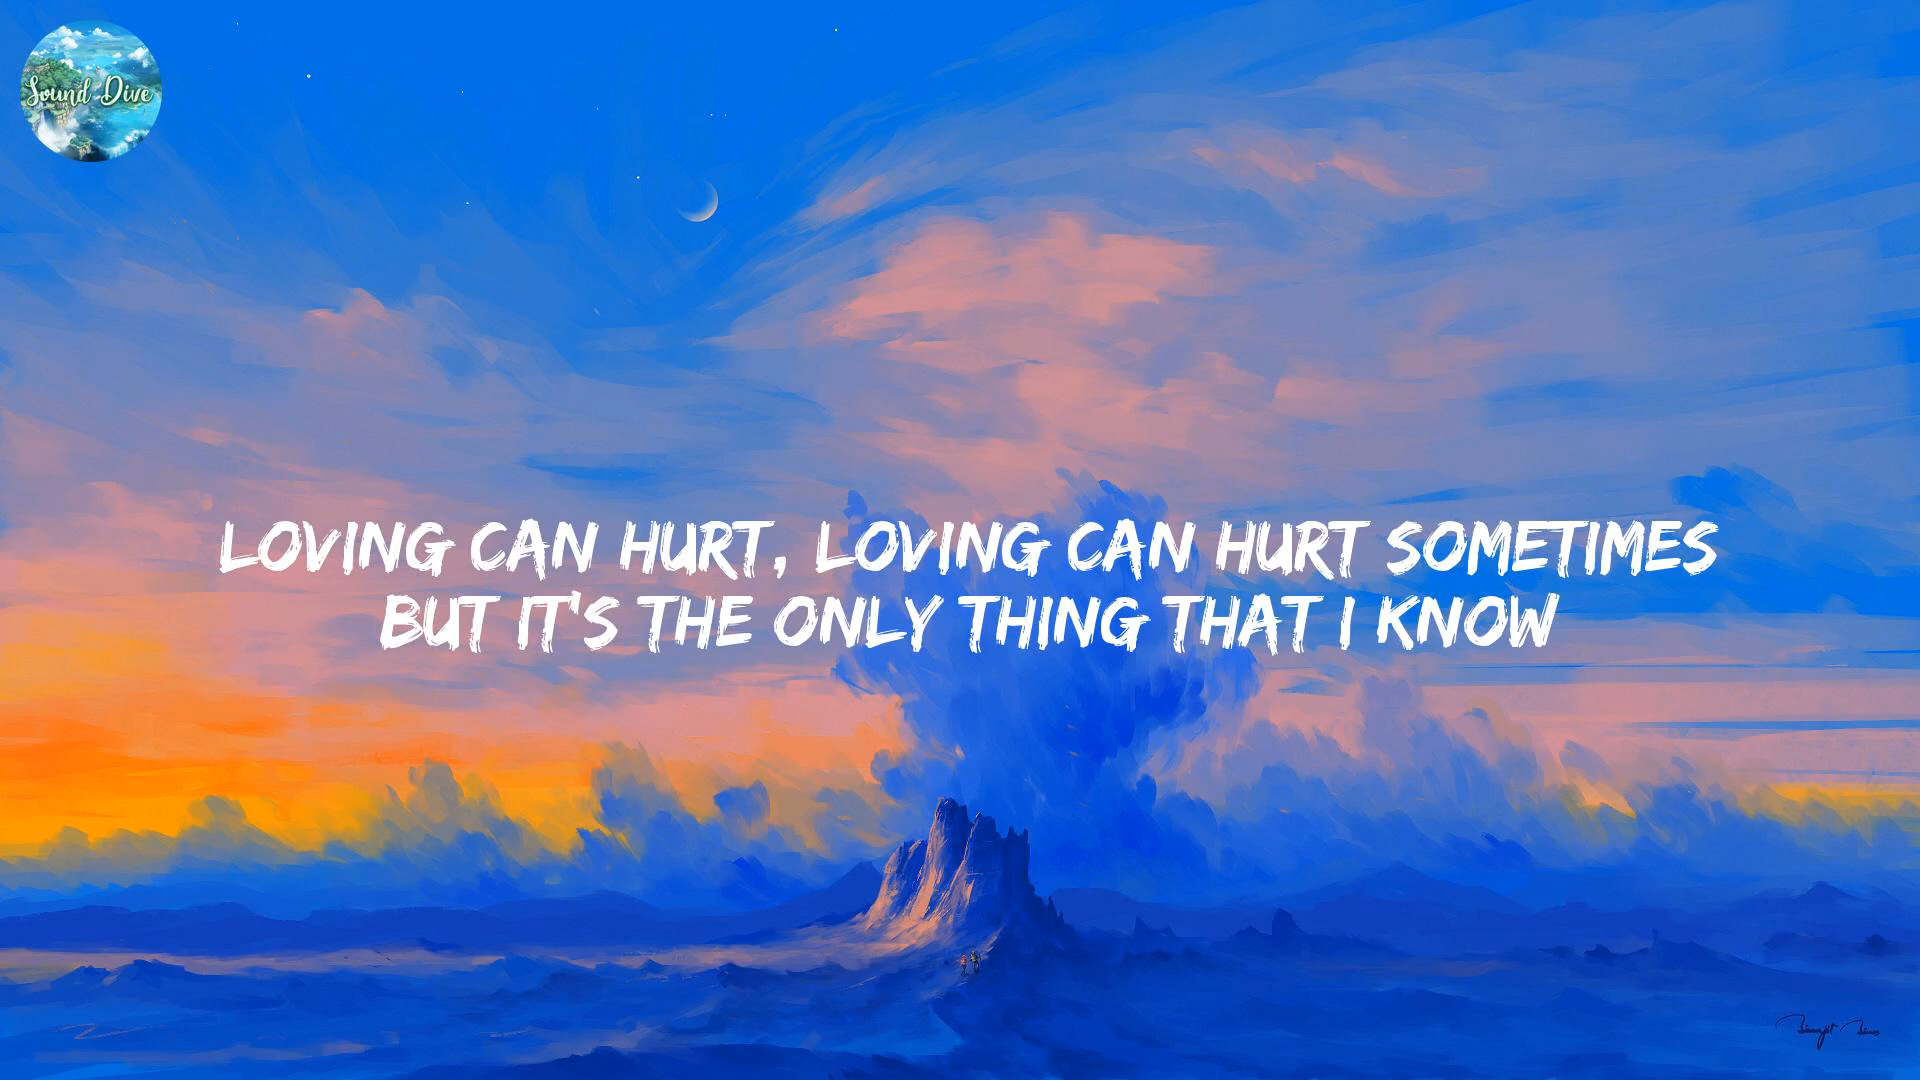 Sound-Dive
LOVING CAN HURT, LOVING CAN HURT SOMETIMES
BUT IT'S THE ONLY THING THAT I KNOW